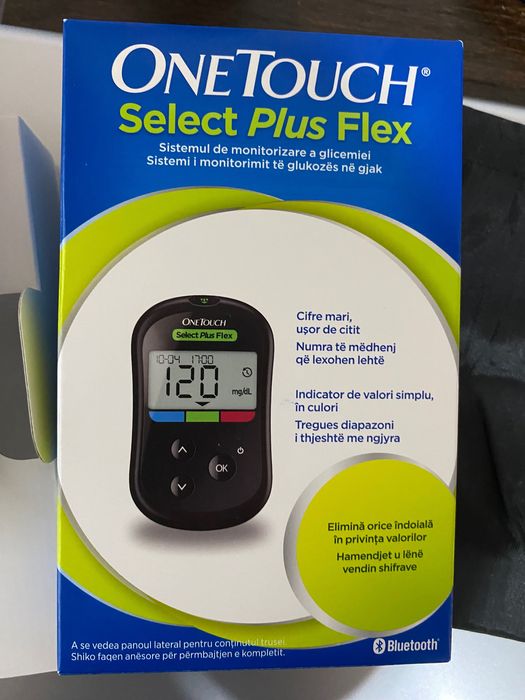 ONETOUCH®
Select Plus Flex
Sistemul de monitorizare a glicemiei
Sistemi i monitorimit të glukozës në gjak
ONETOUCH
Select Plus Flex
10-04 17:00
120
mg/dL
OK
Cifre mari,
ușor de citit
Numra të mëdhenj
që lexohen lehtë
Indicator de valori simplu,
în culori
Tregues diapazoni
i thjeshtë me ngjyra
Elimină orice îndoială
în privința valorilor
Hamendjet u lënë
vendin shifrave
A se vedea panoul lateral pentru conținutul trusei.
Shiko faqen anësore për përmbajtjen e kompletit.
Bluetooth®